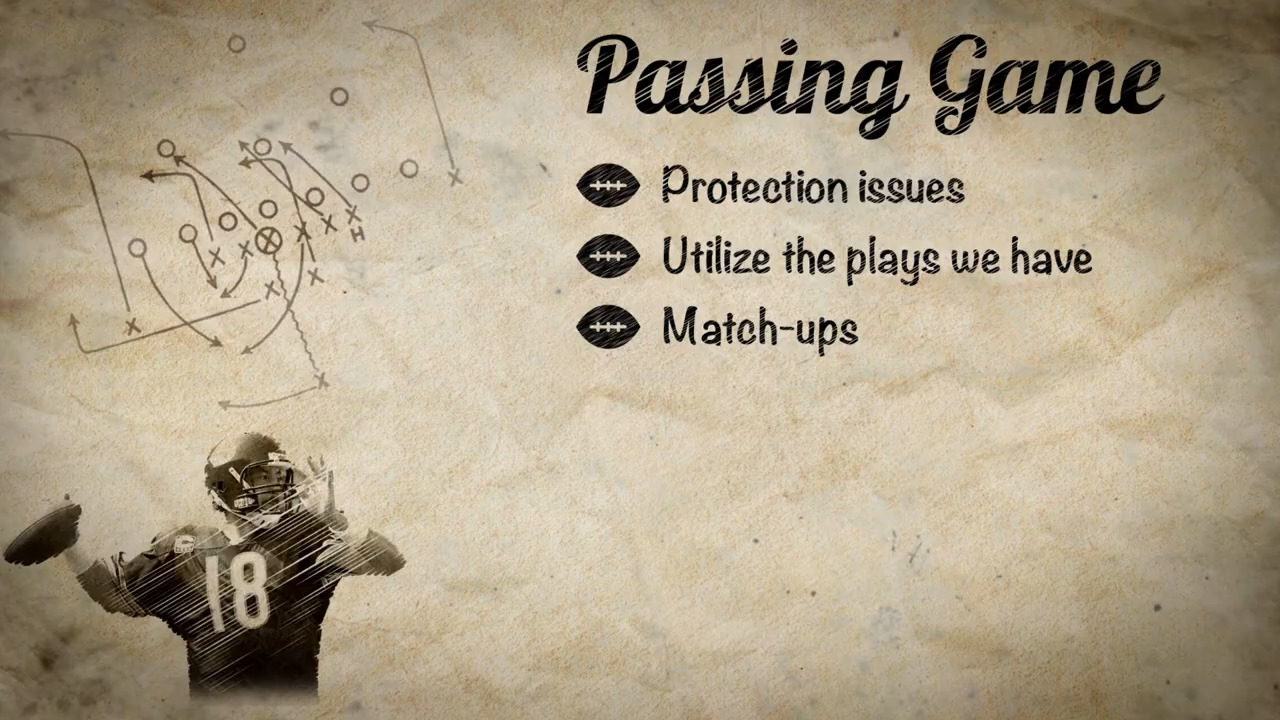 Passing Game
Protection issues
Utilize the plays we have
Match-ups
18